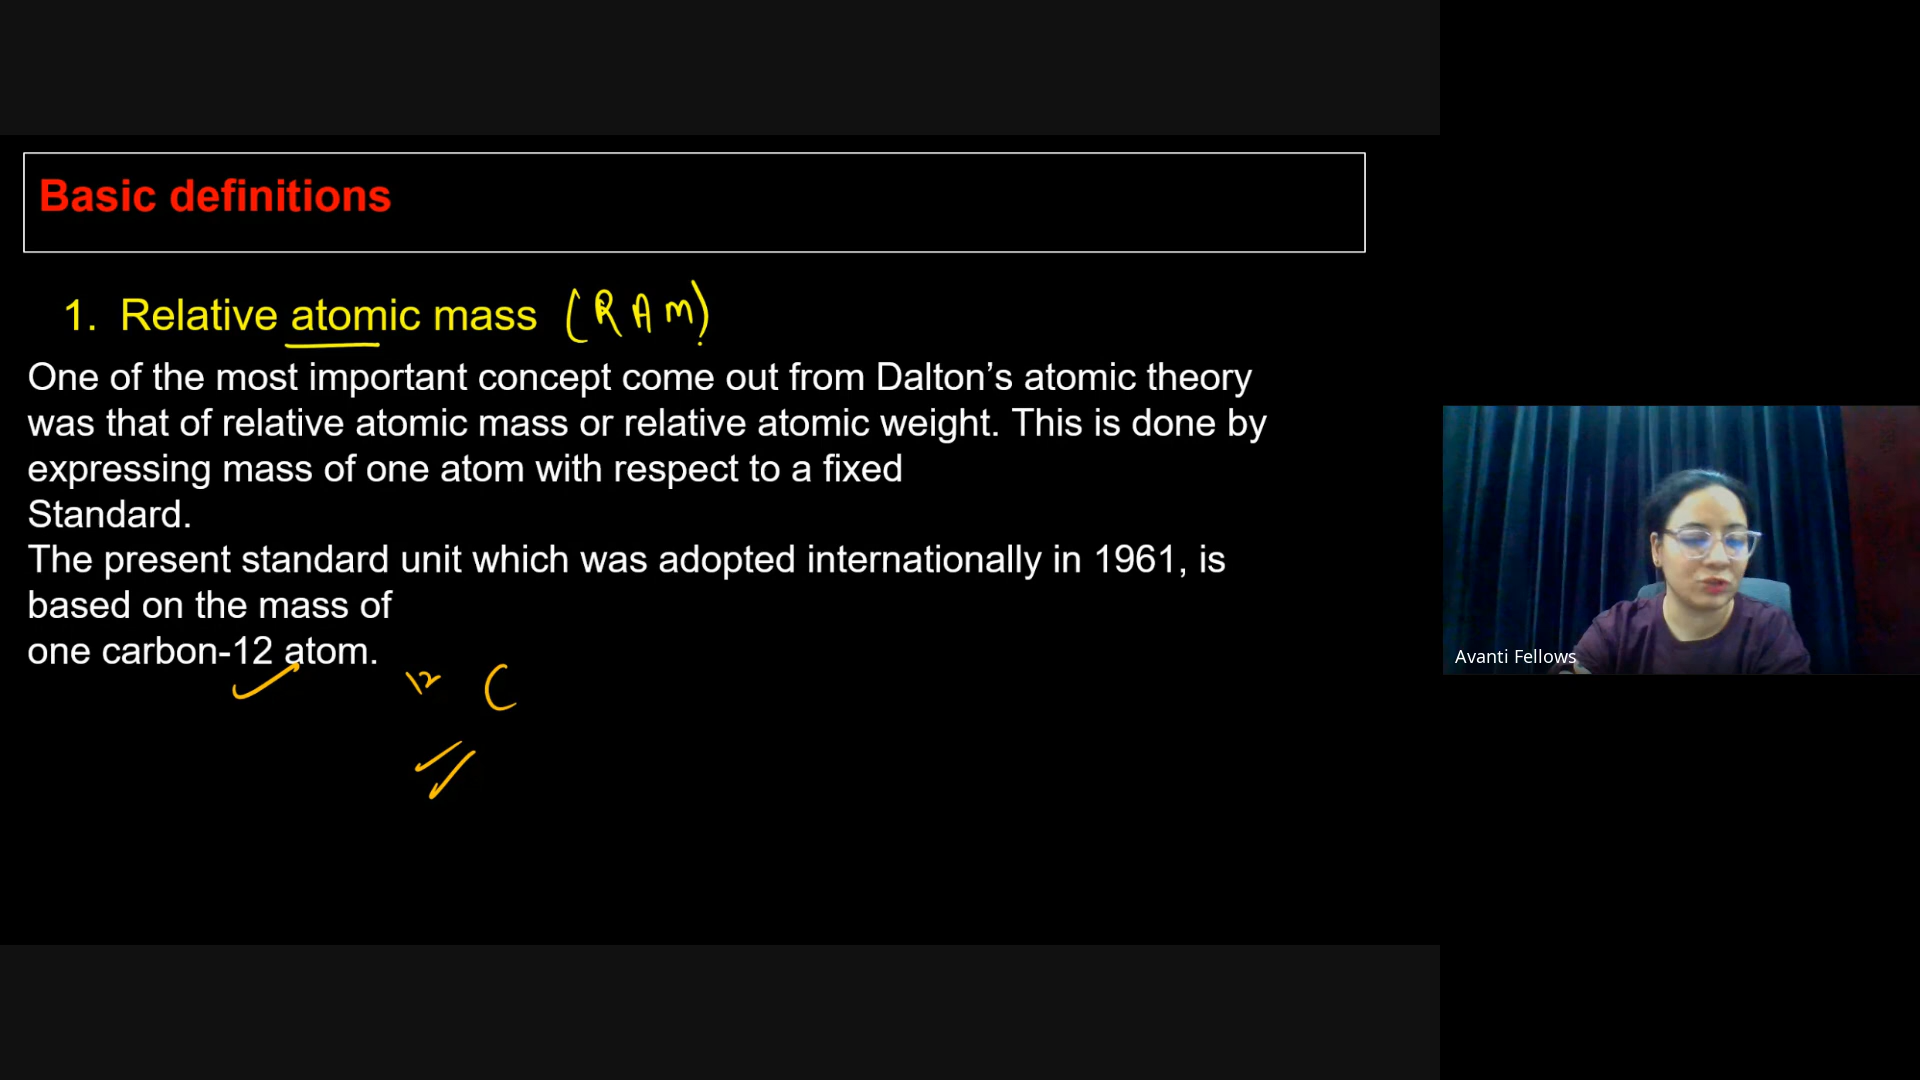 Basic definitions
1. Relative atomic mass (RAM)
One of the most important concept come out from Dalton’s atomic theory
was that of relative atomic mass or relative atomic weight. This is done by
expressing mass of one atom with respect to a fixed
Standard.
The present standard unit which was adopted internationally in 1961, is
based on the mass of
one carbon-12 atom.
12 C
Avanti Fellows